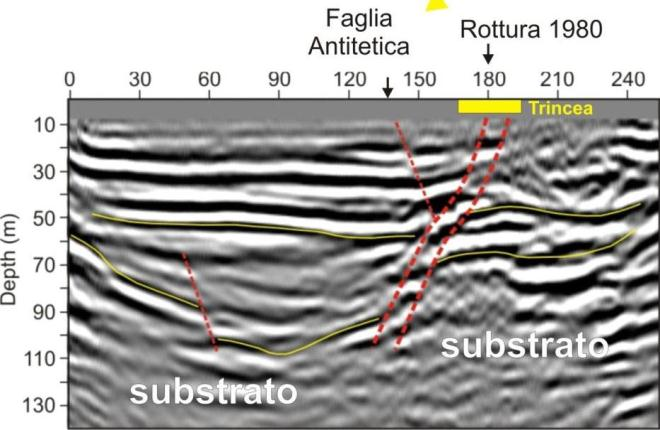 Faglia
Antitetica
Rottura 1980
0 30 60 90 120 150 180 210 240
Trincea
10
30
50
70
90
110
130
Depth (m)
substrato
substrato